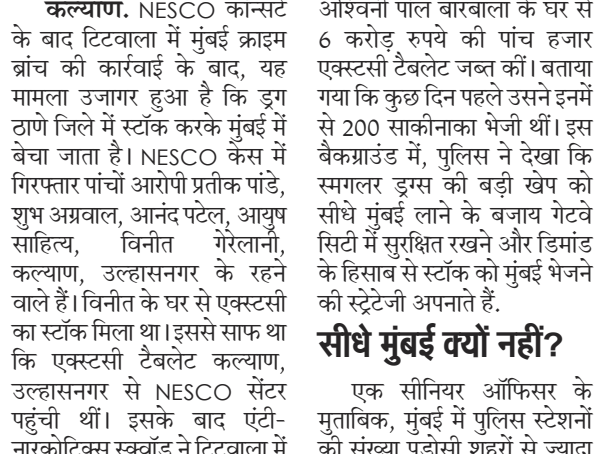 कल्याण. NESCO कॉन्सर्ट
के बाद टिटवाला में मुंबई क्राइम
ब्रांच की कार्रवाई के बाद, यह
मामला उजागर हुआ है कि ड्रग
ठाणे जिले में स्टॉक करके मुंबई में
बेचा जाता है। NESCO केस में
गिरफ्तार पांचों आरोपी प्रतीक पांडे,
शुभ अग्रवाल, आनंद पटेल, आयुष
साहित्य, विनीत गेरेलानी,
कल्याण, उल्हासनगर के रहने
वाले हैं। विनीत के घर से एक्स्टसी
का स्टॉक मिला था। इससे साफ था
कि एक्स्टसी टैबलेट कल्याण,
उल्हासनगर से NESCO सेंटर
पहुंची थीं। इसके बाद एंटी-
नारकोटिक्स स्क्वॉड ने टिटवाला में
अश्विनी पाल बारबोला के घर से
6 करोड़ रुपये की पांच हजार
एक्स्टसी टैबलेट जब्त कीं। बताया
गया कि कुछ दिन पहले उसने इनमें
से 200 साकीनाका भेजी थीं। इस
बैकग्राउंड में, पुलिस ने देखा कि
स्मगलर ड्रग्स की बड़ी खेप को
सीधे मुंबई लाने के बजाय गेटवे
सिटी में सुरक्षित रखने और डिमांड
के हिसाब से स्टॉक को मुंबई भेजने
की स्ट्रेटेजी अपनाते हैं.
सीधे मुंबई क्यों नहीं?
एक सीनियर ऑफिसर के
मुताबिक, मुंबई में पुलिस स्टेशनों
की संख्या पड़ोसी शहरों से ज्यादा